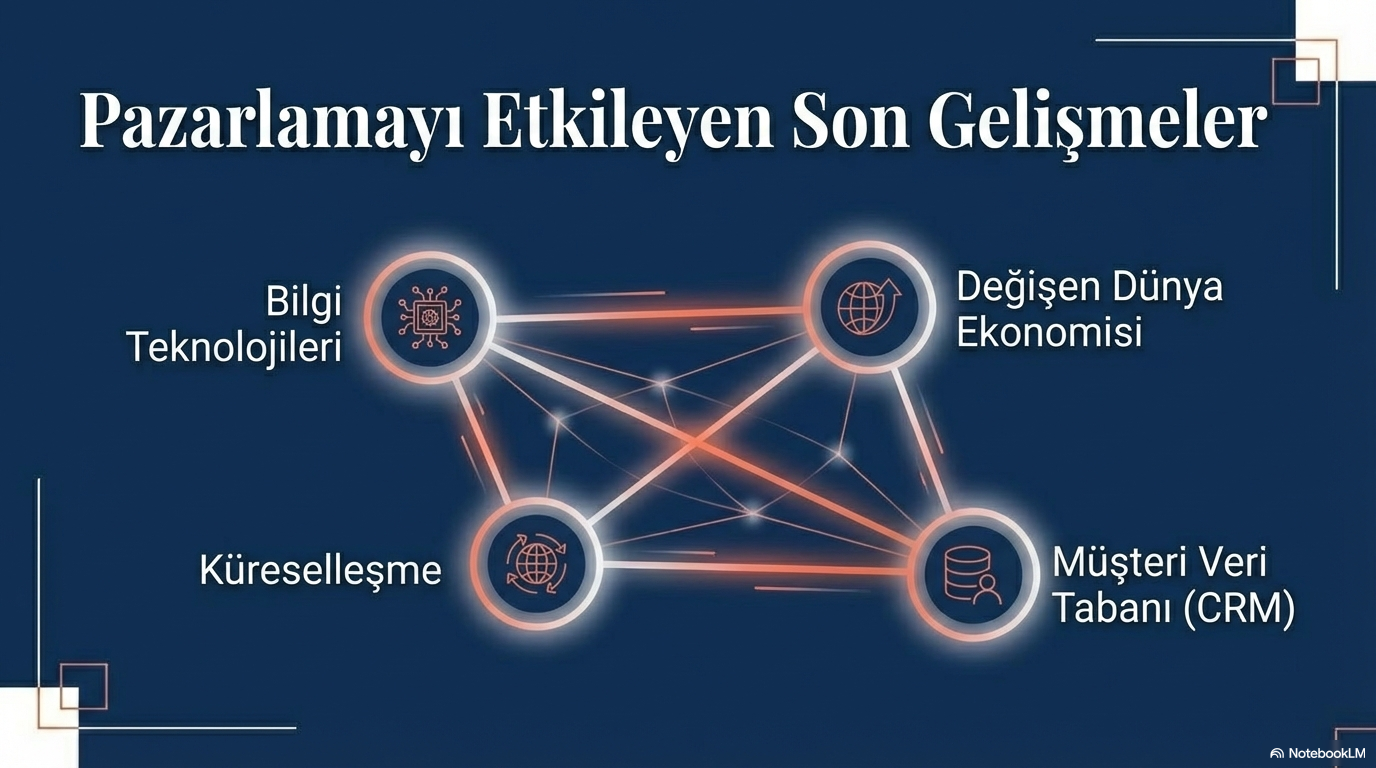 Pazarlamayı Etkileyen Son Gelişmeler
Bilgi
Teknolojileri
Değişen Dünya
Ekonomisi
Küreselleşme
Müşteri Veri
Tabanı (CRM)
NotebookLM